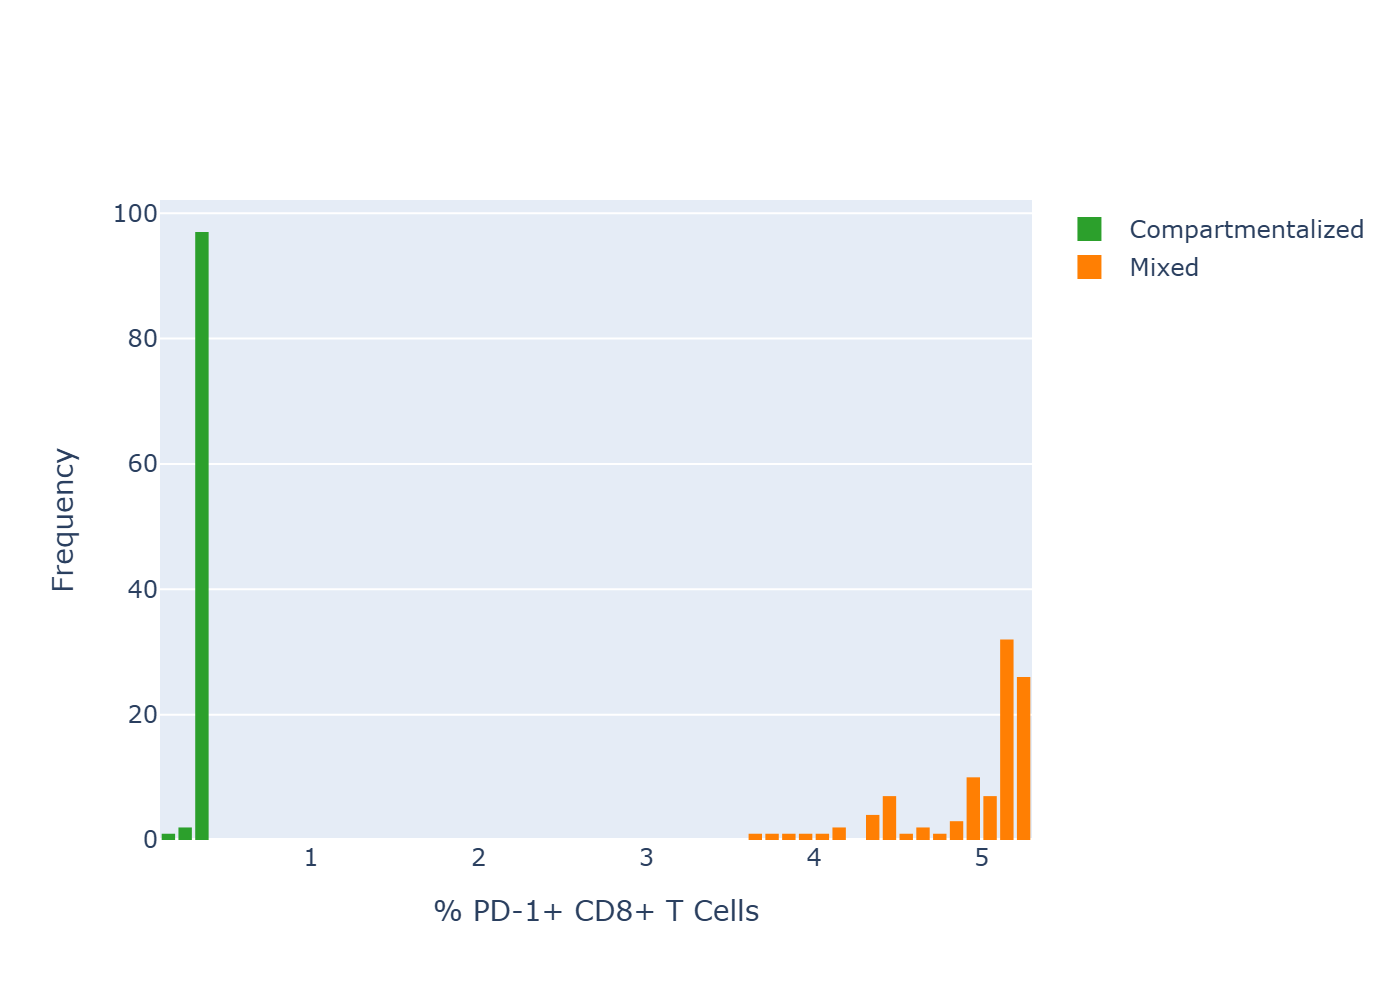 100
80
60
40
20
0
Frequency
1 2 3 4 5
% PD-1+ CD8+ T Cells
Compartmentalized
Mixed